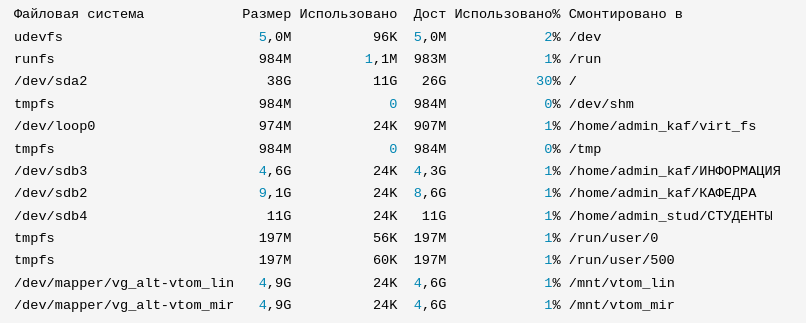 Файловая система Размер Использовано Дост Использовано% Смонтировано в
udevfs 5,0M 96K 5,0M 2% /dev
runfs 984M 1,1M 983M 1% /run
/dev/sda2 38G 11G 26G 30% /
tmpfs 984M 0 984M 0% /dev/shm
/dev/loop0 974M 24K 907M 1% /home/admin_kaf/virt_fs
tmpfs 984M 0 984M 0% /tmp
/dev/sdb3 4,6G 24K 4,3G 1% /home/admin_kaf/ИНФОРМАЦИЯ
/dev/sdb2 9,1G 24K 8,6G 1% /home/admin_kaf/КАФЕДРА
/dev/sdb4 11G 24K 11G 1% /home/admin_stud/СТУДЕНТЫ
tmpfs 197M 56K 197M 1% /run/user/0
tmpfs 197M 60K 197M 1% /run/user/500
/dev/mapper/vg_alt-vtom_lin 4,9G 24K 4,6G 1% /mnt/vtom_lin
/dev/mapper/vg_alt-vtom_mir 4,9G 24K 4,6G 1% /mnt/vtom_mir